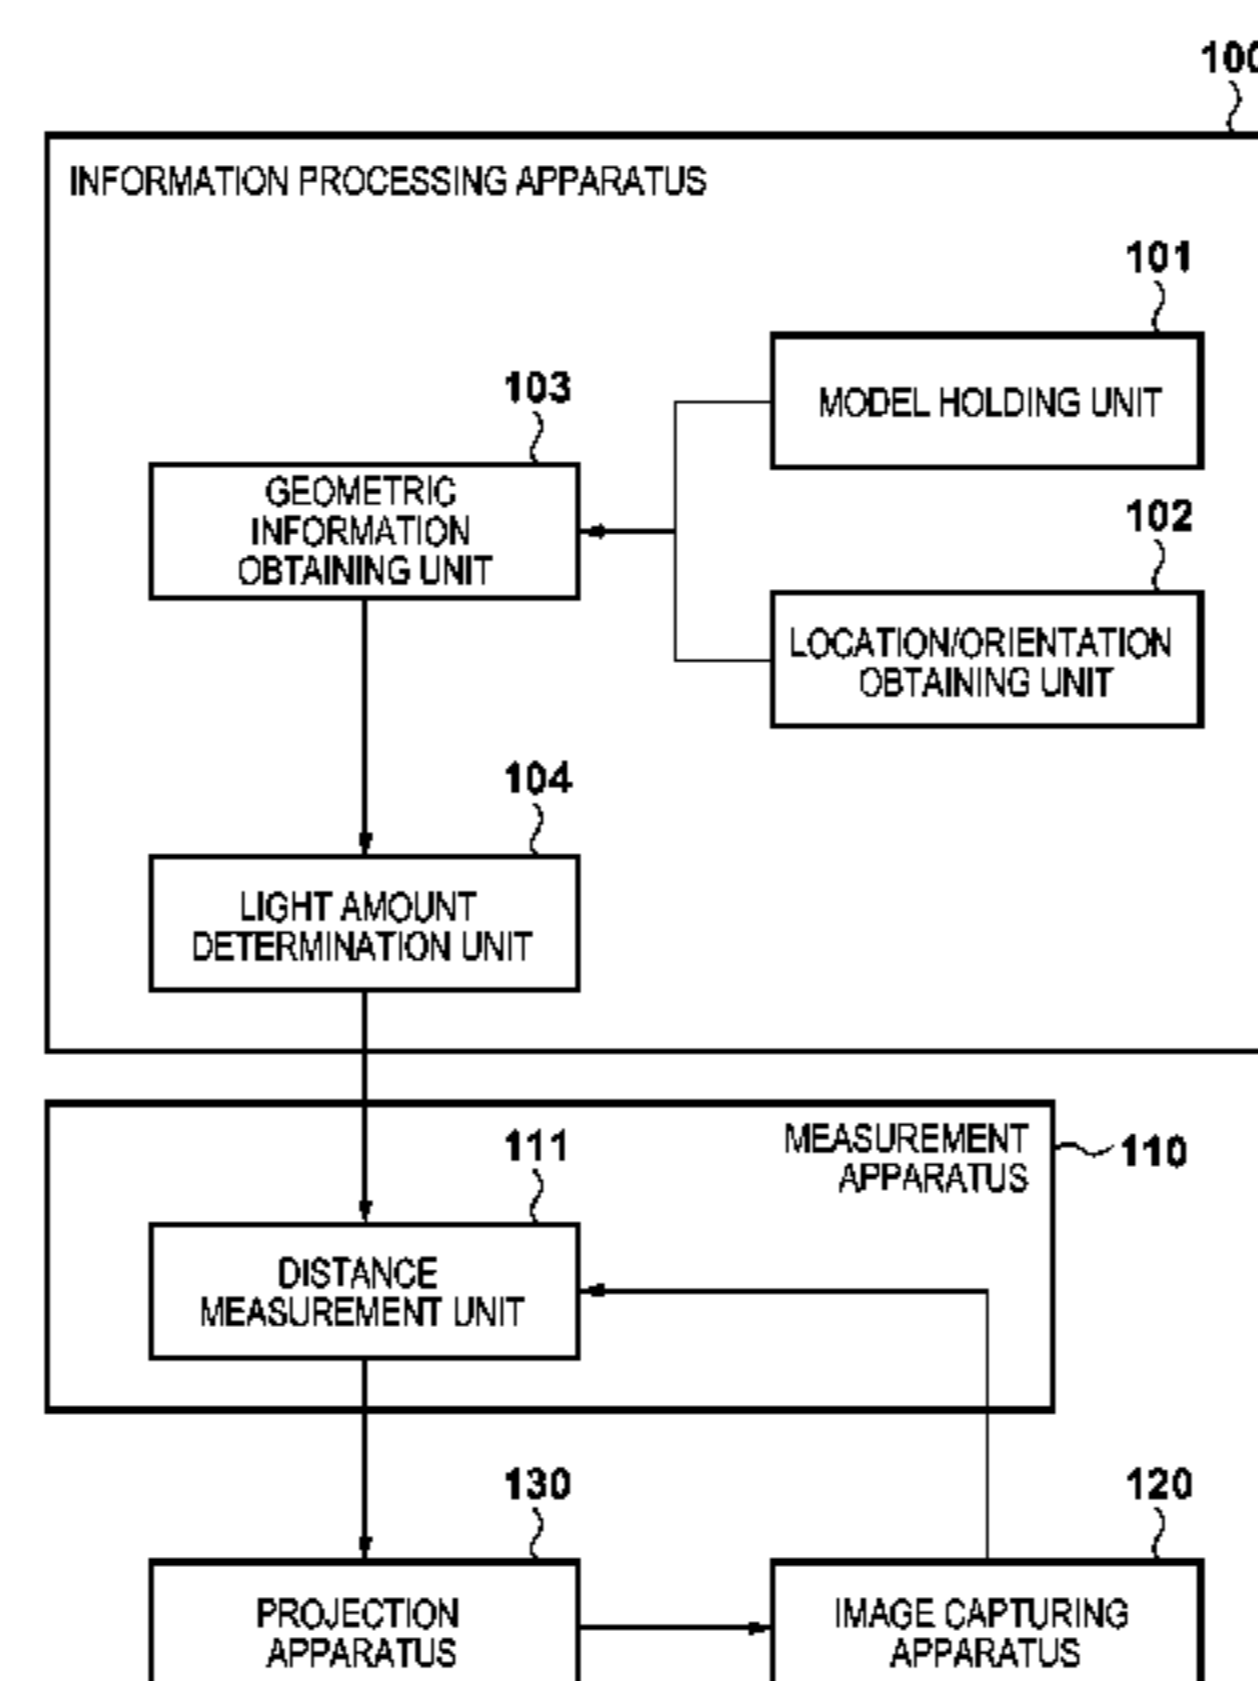 100
INFORMATION PROCESSING APPARATUS
101
MODEL HOLDING UNIT
103
GEOMETRIC
INFORMATION
OBTAINING UNIT
102
LOCATION/ORIENTATION
OBTAINING UNIT
104
LIGHT AMOUNT
DETERMINATION UNIT
MEASUREMENT
APPARATUS
110
111
DISTANCE
MEASUREMENT UNIT
130
PROJECTION
APPARATUS
120
IMAGE CAPTURING
APPARATUS